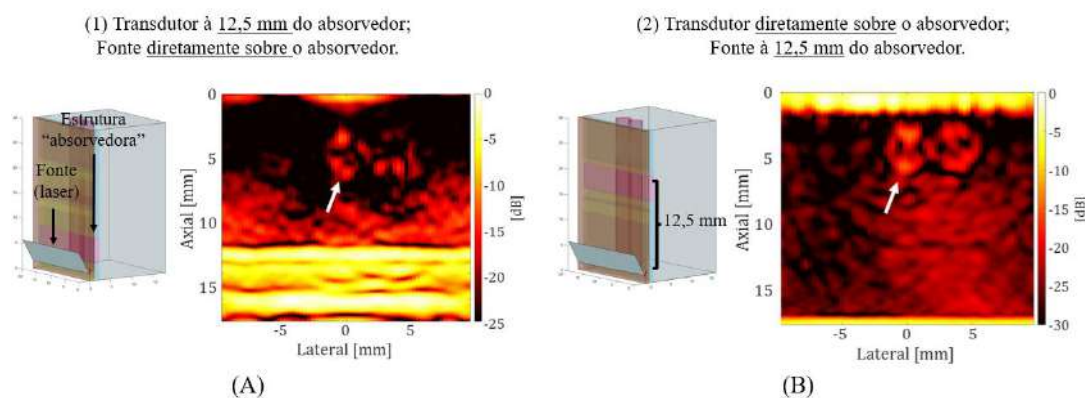 (1) Transdutor à 12,5 mm do absorvedor;
Fonte diretamente sobre o absorvedor.
(2) Transdutor diretamente sobre o absorvedor;
Fonte à 12,5 mm do absorvedor.
Estrutura
“absorvedora”
Fonte
(laser)
Axial [mm]
0
5
10
15
-5
0
5
Lateral [mm]
0
-5
-10
-15
-20
-25
[dB]
12,5 mm
Axial [mm]
0
5
10
15
-5
0
5
Lateral [mm]
0
-5
-10
-15
-20
-25
-30
[dB]
(A)
(B)